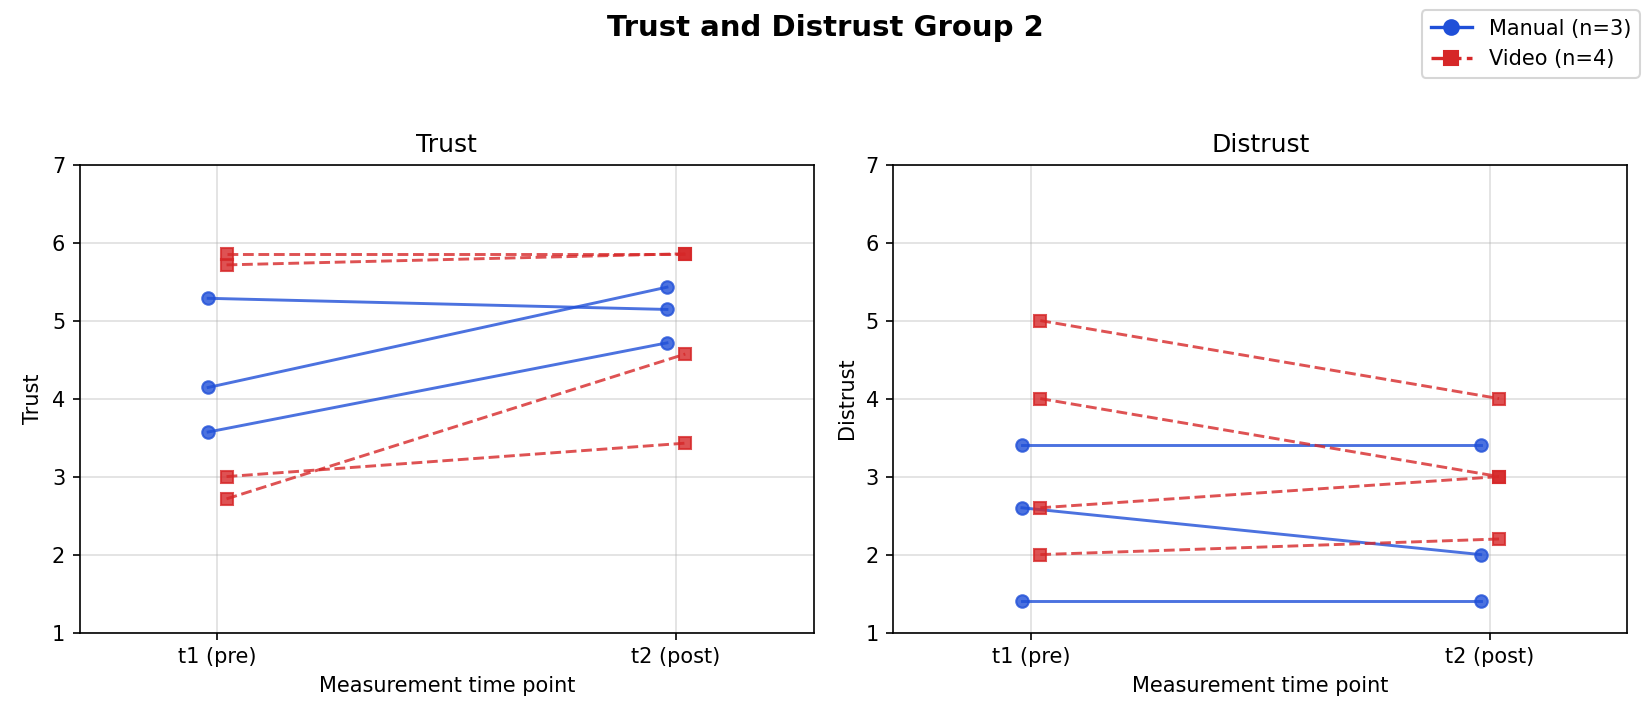 Trust and Distrust Group 2
Manual (n=3)
Video (n=4)
Trust
Trust
7
6
5
4
3
2
1
t1 (pre)
t2 (post)
Measurement time point
Distrust
Distrust
7
6
5
4
3
2
1
t1 (pre)
t2 (post)
Measurement time point